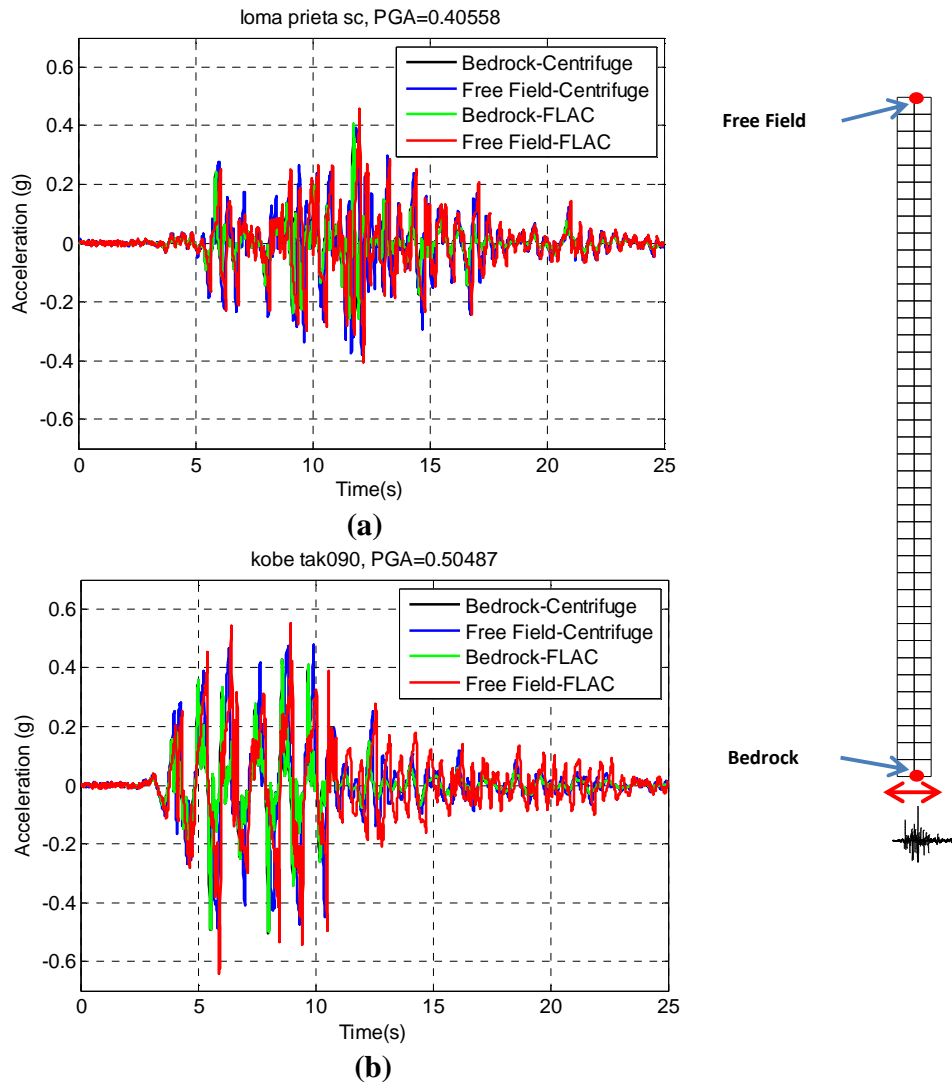 loma prieta sc, PGA=0.40558
0.6
0.4
0.2
0
-0.2
-0.4
-0.6
Acceleration (g)
Bedrock-Centrifuge
Free Field-Centrifuge
Bedrock-FLAC
Free Field-FLAC
0 5 10 15 20 25
Time(s)
(a)
kobe tak090, PGA=0.50487
0.6
0.4
0.2
0
-0.2
-0.4
-0.6
Acceleration (g)
Bedrock-Centrifuge
Free Field-Centrifuge
Bedrock-FLAC
Free Field-FLAC
0 5 10 15 20 25
Time(s)
(b)
Free Field
Bedrock